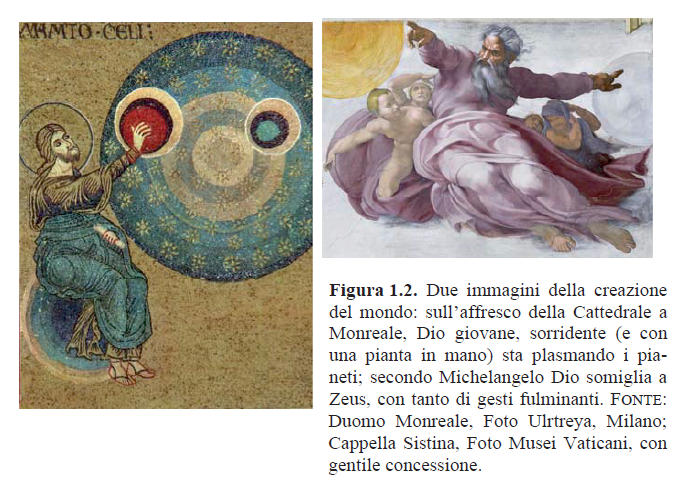 MAMTO·CELI:
Figura 1.2. Due immagini della creazione
del mondo: sull’affresco della Cattedrale a
Monreale, Dio giovane, sorridente (e con
una pianta in mano) sta plasmando i pia-
neti; secondo Michelangelo Dio somiglia a
Zeus, con tanto di gesti fulminanti. FONTE:
Duomo Monreale, Foto Ulrtreya, Milano;
Cappella Sistina, Foto Musei Vaticani, con
gentile concessione.